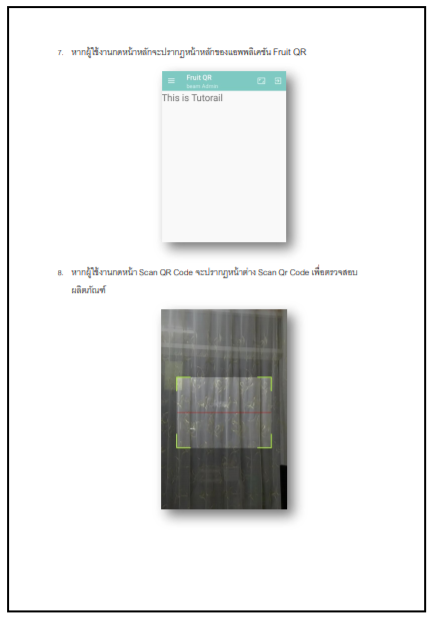 7. หากผู้ใช้งานกดหน้าหลักจะปรากฏหน้าหลักของแอพพลิเคชัน Fruit QR
Fruit QR
Learn Admin
This is Tutorail
8. หากผู้ใช้งานกดหน้า Scan QR Code จะปรากฏหน้าต่าง Scan Qr Code เพื่อตรวจสอบ
ผลิตภัณฑ์